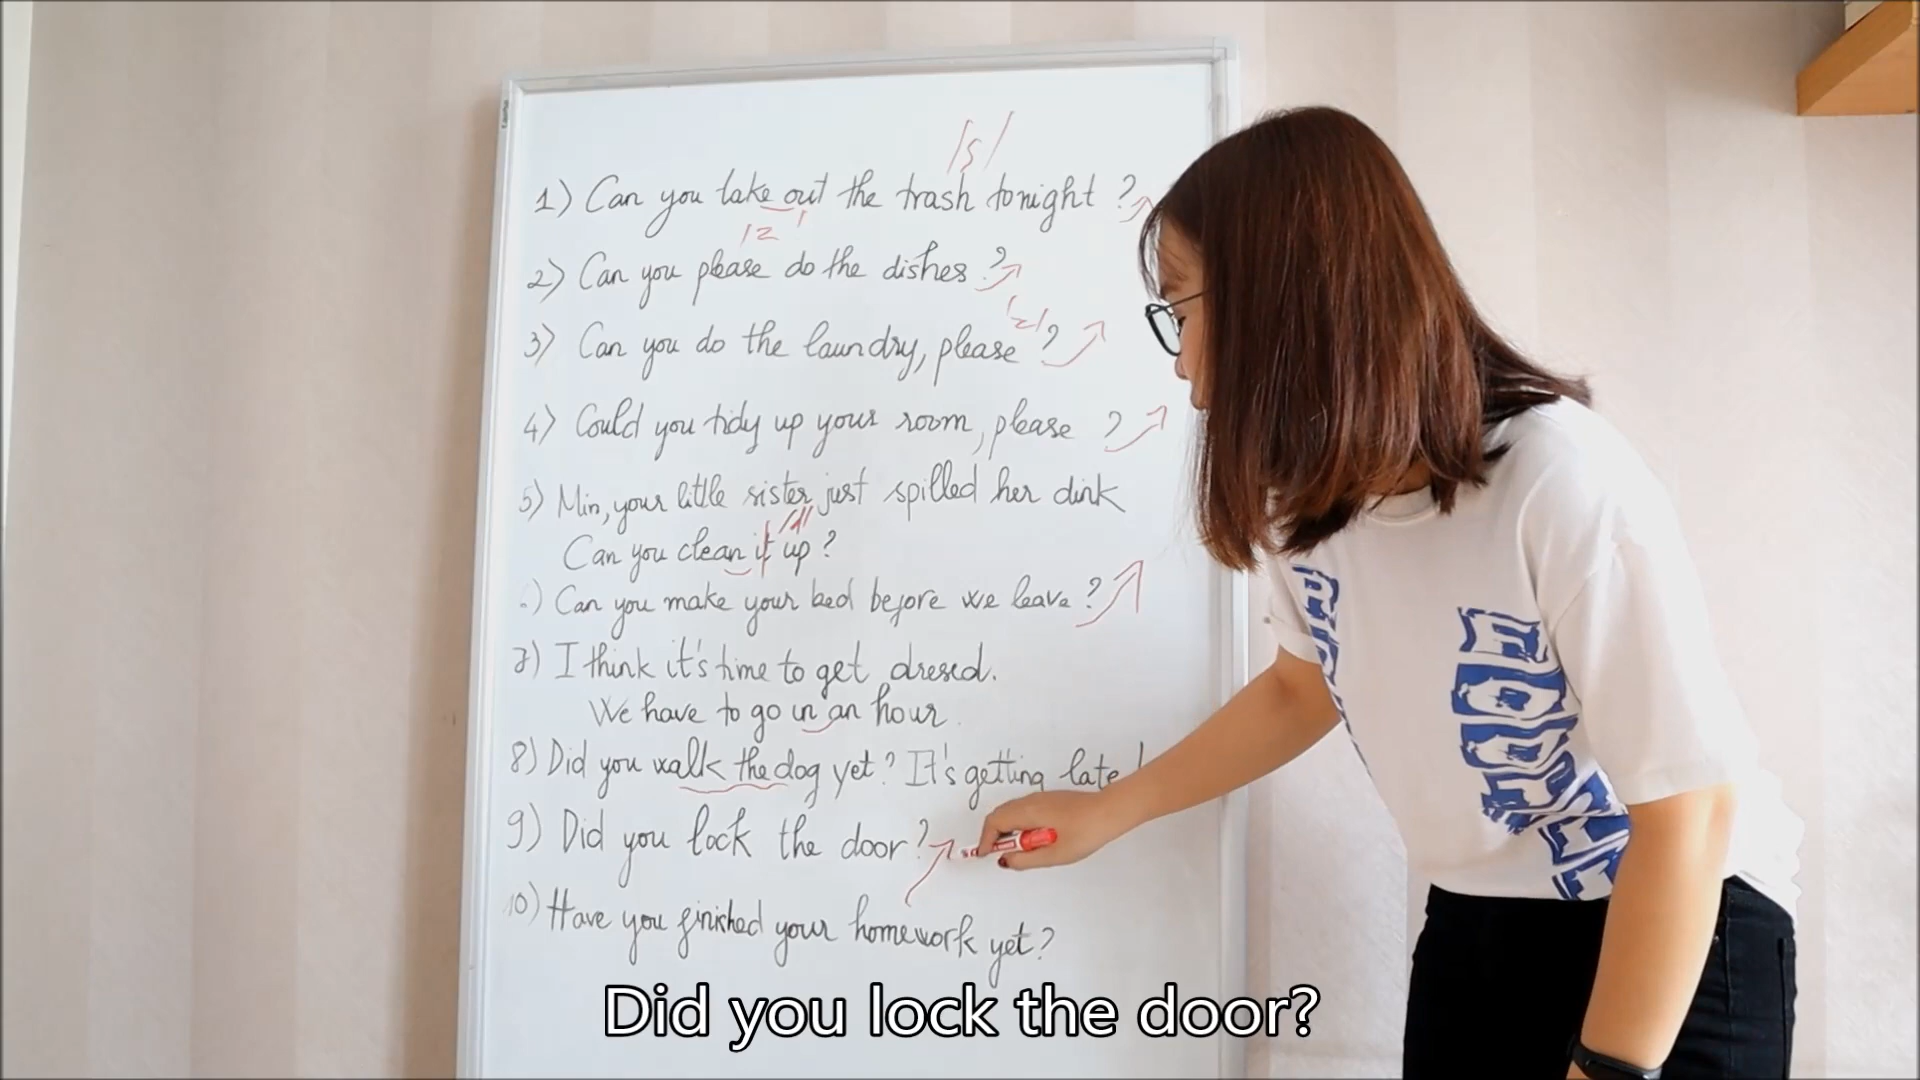 /ʃ/
1) Can you take out the trash tonight ?
/z/
2) Can you please do the dishes ?
/z/
3) Can you do the laundry, please ?
4) Could you tidy up your room, please ?
5) Min, your little sister just spilled her dink
Can you clean it up ?
) Can you make your bed before we leave ?
7) I think it's time to get dresed.
We have to go in an hour.
8) Did you walk the dog yet? It's getting late!
9) Did you lock the door?
10) Have you finished your homework yet?
Did you lock the door?